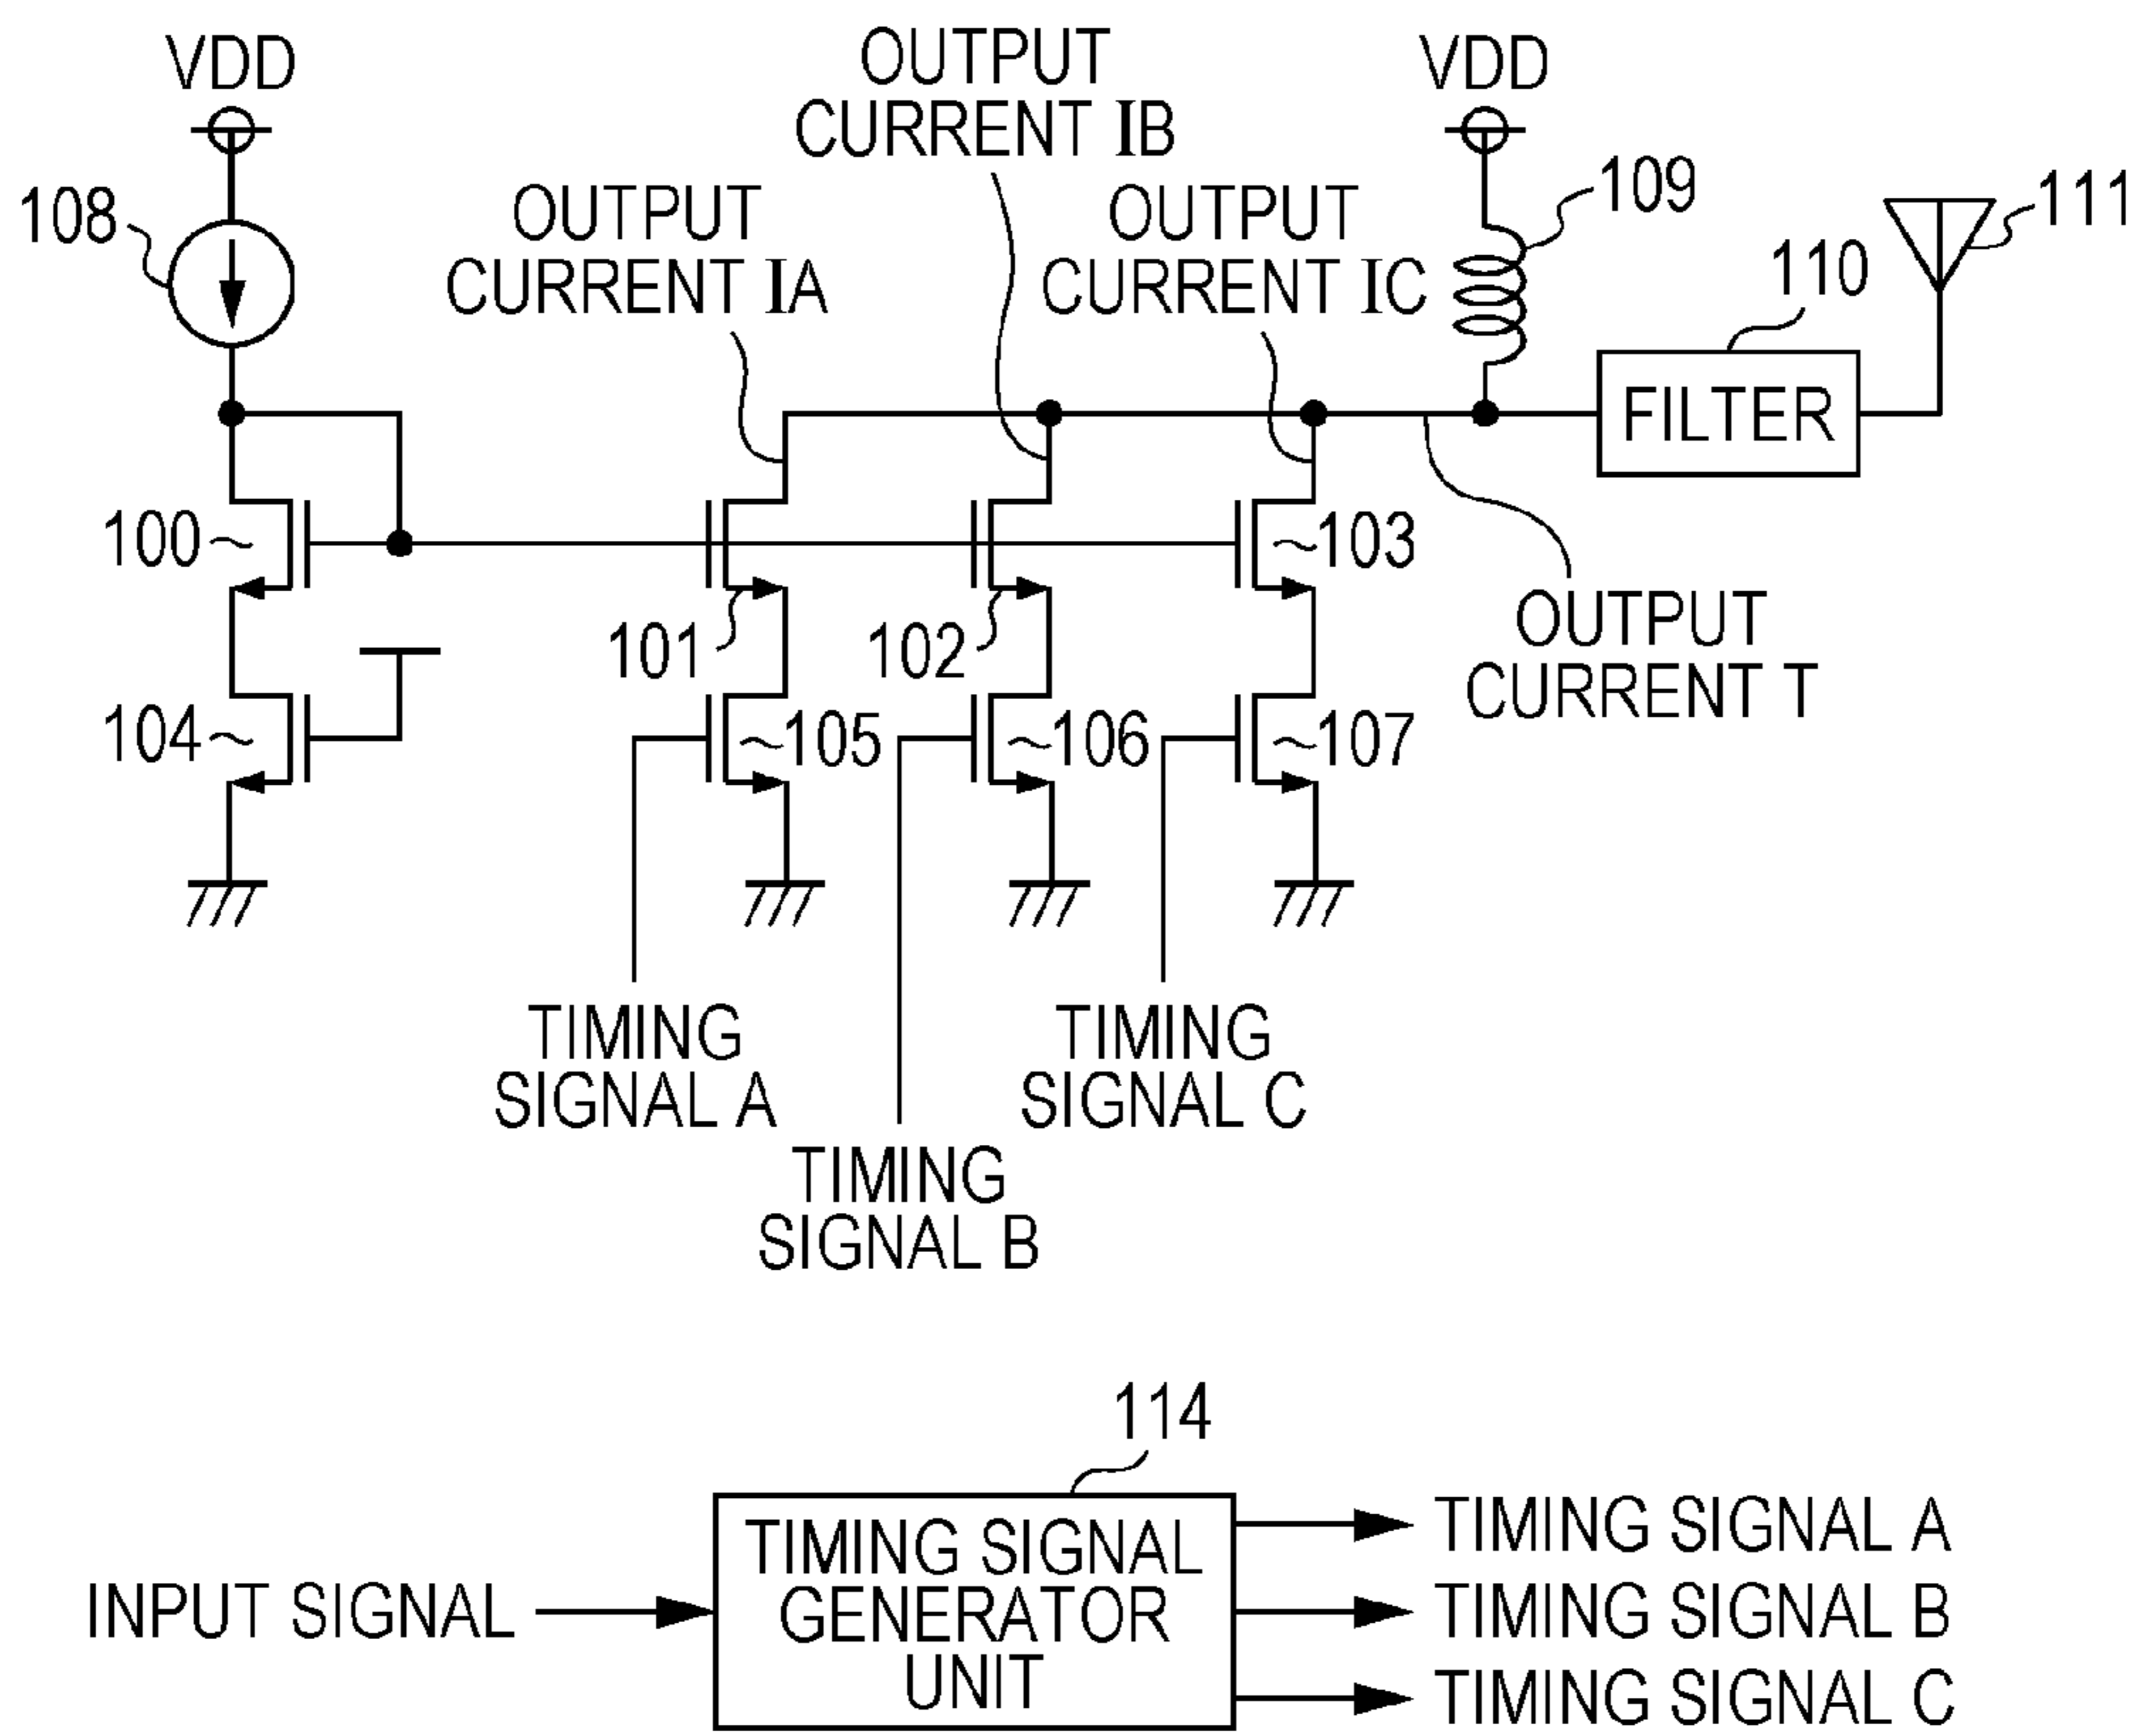 VDD
OUTPUT
CURRENT IB
VDD
108
OUTPUT
CURRENT IA
OUTPUT
CURRENT IC
109
111
110
FILTER
100
101
102
103
OUTPUT
CURRENT T
104
105
106
107
TIMING
SIGNAL A
TIMING
SIGNAL C
TIMING
SIGNAL B
114
INPUT SIGNAL
TIMING SIGNAL
GENERATOR
UNIT
TIMING SIGNAL A
TIMING SIGNAL B
TIMING SIGNAL C